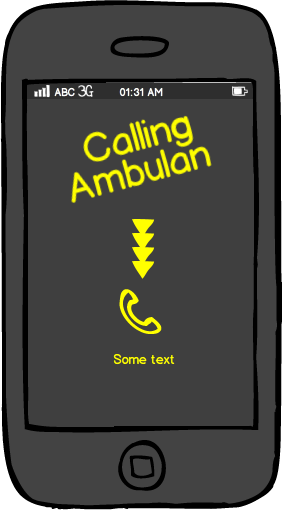 ABC 3G 01:31 AM
Calling
Ambulan
Some text